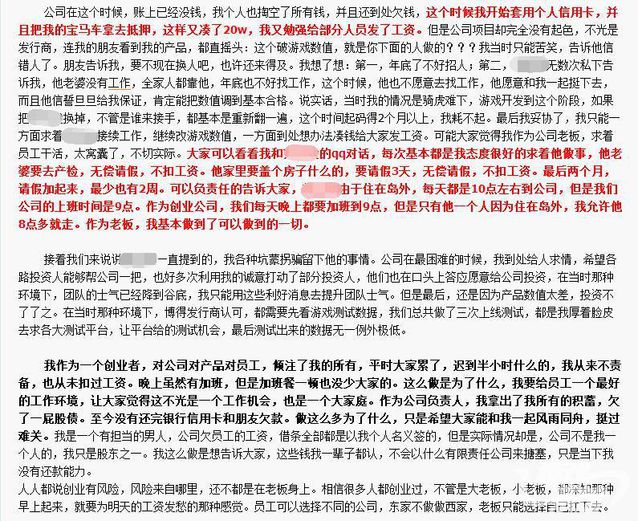 公司在这个时候，账上已经没钱，我个人也掏空了所有钱，并且还到处欠钱，这个时候我开始套用个人信用卡，并
且把我的宝马车拿去抵押，这样又凑了20w，我又勉强给部分人员发了工资。但是公司项目却完全没有起色，不光是
发行商，连我的朋友看到我的产品，都直摇头：这个破游戏数值，就是你下面的人做的？？？我当时只能苦笑，告诉他信
错人了。朋友告诉我，要不现在换人吧，也许还来得及。我想了想：第一，年底了不好招人；第二，无数次私下告
诉我，他老婆没有工作，全家人都靠他，年底也不好找工作，这个时候，他也不愿意去找工作，他愿意和我一起挺下去，
而且他信誓旦旦给我保证，肯定能把数值调到基本合格。说实话，当时我的情况是骑虎难下，游戏开发到这个阶段，如果
把换掉，不管是谁来接手，都基本是重新翻一遍，这个时间起码得2个月以上，我耗不起。最后我妥协了，我只能一
方面求着接续工作，继续改游戏数值，一方面到处想办法凑钱给大家发工资。可能大家觉得我作为公司老板，求着
员工干活，太窝囊了，不切实际。大家可以看看我和的qq对话，每次基本都是我态度很好的求着他做事，他老
婆要去产检，无偿请假，不扣工资。他家里要盖个房子什么的，要请假3天，无偿请假，不扣工资。最后两个月，
请假加起来，最少也有2周。可以负责任的告诉大家，由于住在岛外，每天都是10点左右到公司，但是我们
公司的上班时间是9点。作为创业公司，我们每天晚上都要加班到9点，但是只有他一个人因为住在岛外，我允许他
8点多就走。作为老板，我基本做到了可以做到的一切。
接着我们来说说一直提到的，我各种坑蒙拐骗留下他的事情。公司在最困难的时候，我到处给人求情，希望各
路投资人能够帮公司一把，也好多次利用我的诚意打动了部分投资人，他们也在口头上答应愿意给公司投资，在当时那种
环境下，团队的士气已经降到谷底，我只能用这些利好消息去提升团队士气。但是最后，还是因为产品数值太差，投资不
了了之。在当时那种环境下，博得发行商认可，都需要先看游戏测试数据，我们总共做了三次上线测试，都是我厚着脸皮
去求各大测试平台，让平台给的测试机会，最后测试出来的数据无一例外极低。
我作为一个创业者，对公司对产品对员工，倾注了我的所有，平时大家累了，迟到半小时什么的，我从来不责
备，也从未扣过工资。晚上虽然有加班，但是加班餐一顿也没少大家的。这么做是为了什么，我要给员工一个最好
的工作环境，让大家觉得这不光是一个工作机会，也是一个大家庭。作为公司负责人，我拿出了我所有的积蓄，欠
了一屁股债。至今没有还完银行信用卡和朋友欠款。做这么多为了什么，只是希望大家能和我一起风雨同舟，挺过
难关。我是一个有担当的男人，公司欠员工的工资，借条全部都是以我个人名义签的，但是实际情况却是，公司不是我一
个人的，我只是股东之一。我这么做是想告诉大家，这些钱我一辈子都认，不会以什么有限责任公司来搪塞，只是当下我
没有还款能力。
人人都说创业有风险，风险来自哪里，还不都是在老板身上。相信很多人都创业过，不管是大老板，小老板，都深知那种
早上起来，就要为明天的工资发愁的那种感觉。员工可以选择不同的公司，东家不做做西家，老板只能选择自己扛下去。